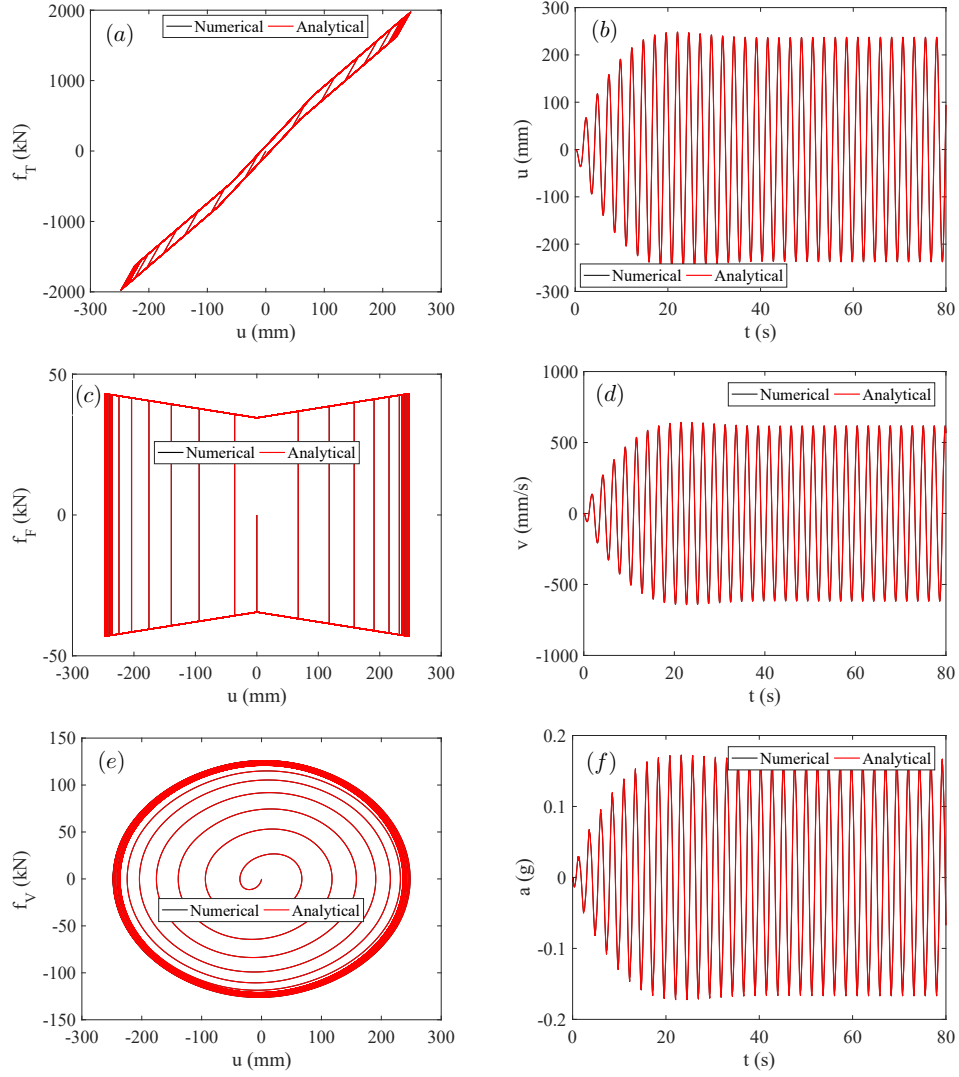 (a)
Numerical Analytical
2000
1000
0
-1000
-2000
f_T (kN)
-300 -200 -100 0 100 200 300
u (mm)
(b)
300
200
100
0
-100
-200
-300
u (mm)
Numerical Analytical
0 20 40 60 80
t (s)
(c)
50
0
-50
f_F (kN)
Numerical Analytical
-300 -200 -100 0 100 200 300
u (mm)
(d)
Numerical Analytical
1000
500
0
-500
-1000
v (mm/s)
0 20 40 60 80
t (s)
(e)
150
100
50
0
-50
-100
-150
f_V (kN)
Numerical Analytical
-300 -200 -100 0 100 200 300
u (mm)
(f)
Numerical Analytical
0.2
0.1
0
-0.1
-0.2
a (g)
0 20 40 60 80
t (s)